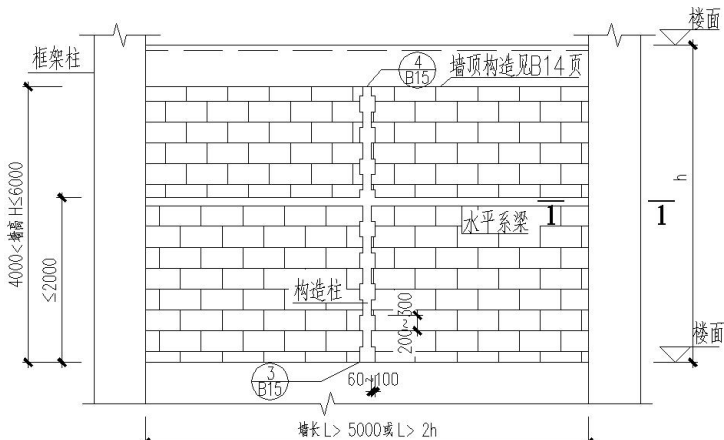 楼面
框架柱
4
B15
墙顶构造见B14页
4000<墙高H≤6000
≤2000
h
1
1
水平系梁
构造柱
200~300
楼面
3
B15
60~100
墙长L> 5000或L> 2h